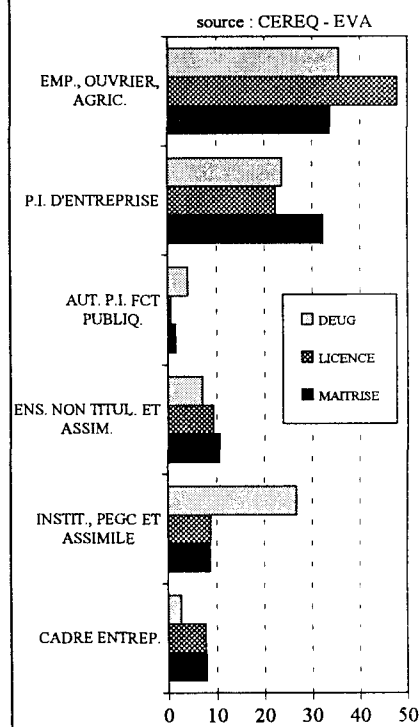 source : CEREQ - EVA
EMP., OUVRIER,
AGRIC.
P.I. D'ENTREPRISE
AUT. P.I. FCT
PUBLIQ.
DEUG
LICENCE
MAITRISE
ENS. NON TITUL. ET
ASSIM.
INSTIT., PEGC ET
ASSIMILE
CADRE ENTREP.
0 10 20 30 40 50